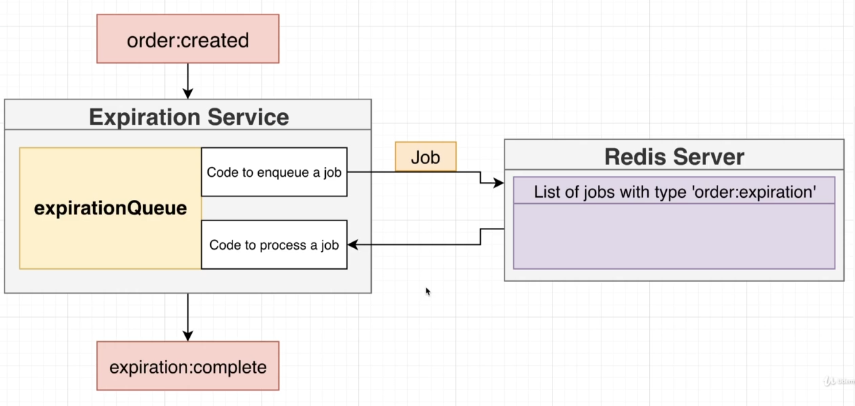 order:created
Expiration Service
expirationQueue
Code to enqueue a job
Code to process a job
Job
Redis Server
List of jobs with type 'order:expiration'
expiration:complete